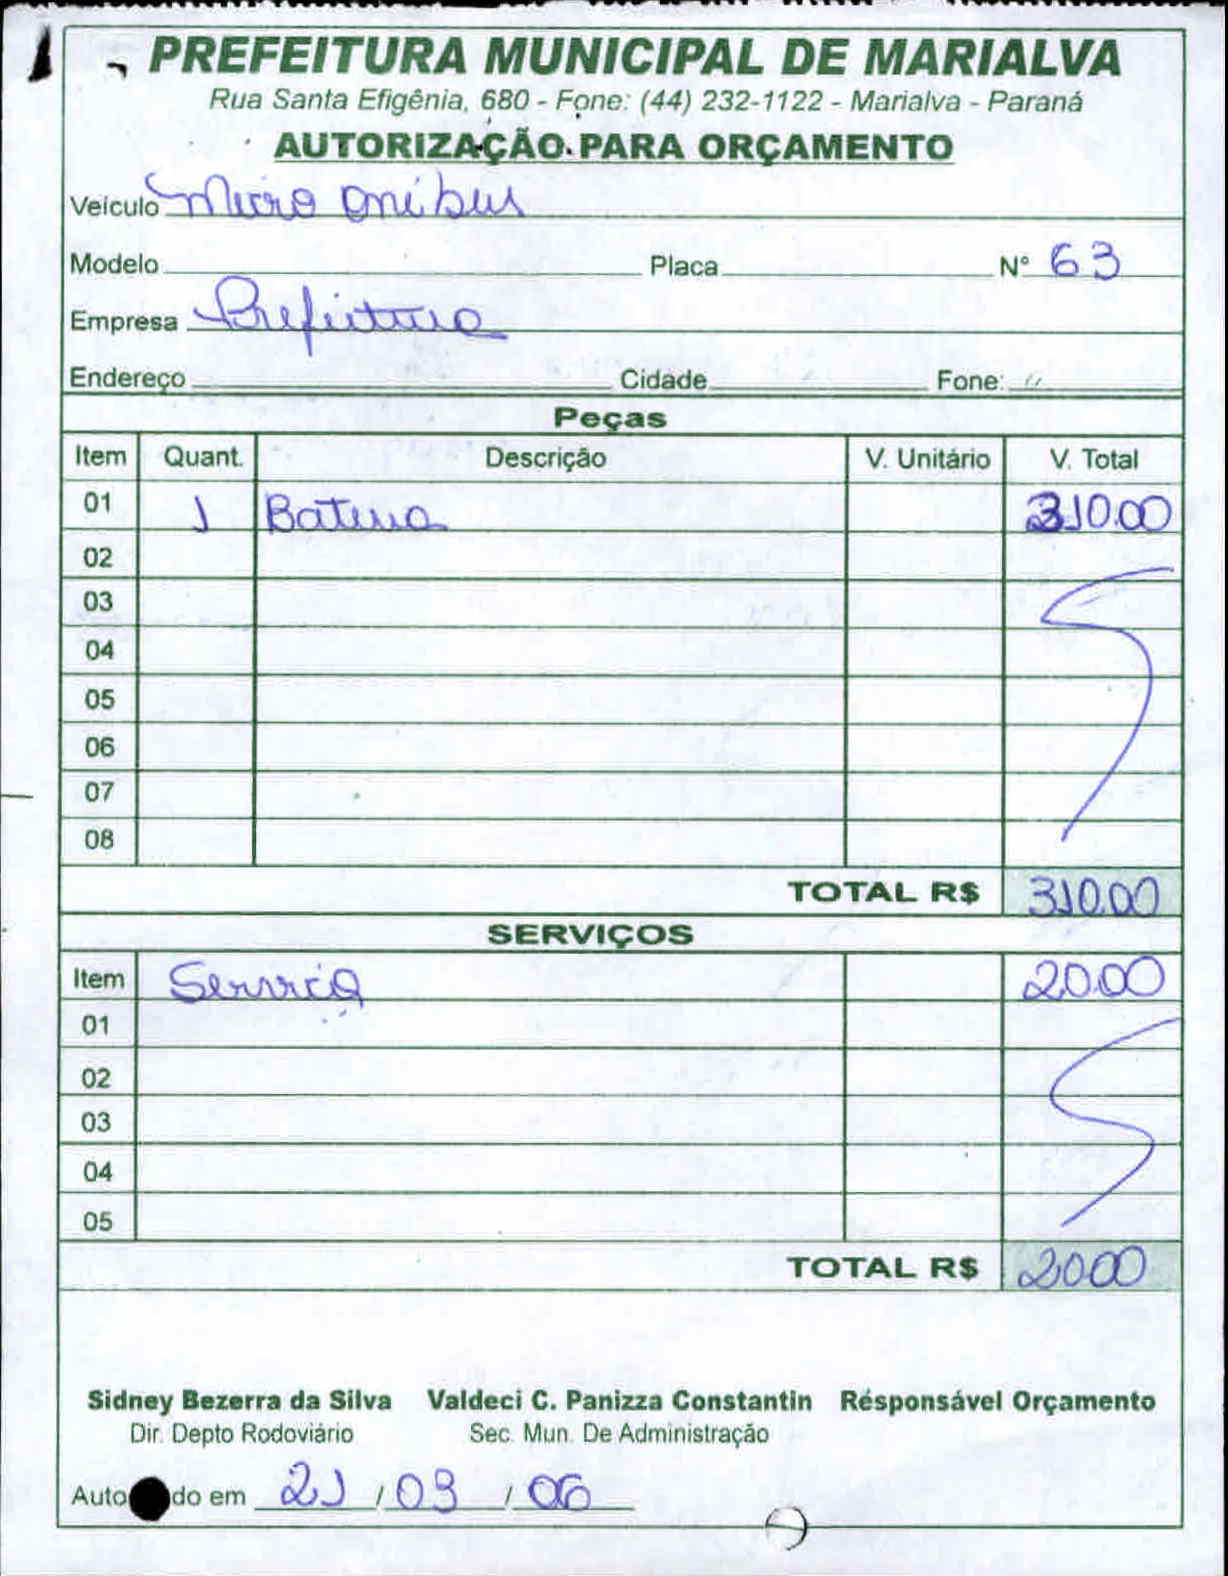 PREFEITURA MUNICIPAL DE MARIALVA
Rua Santa Efigênia, 680 - Fone: (44) 232-1122 - Marialva - Paraná
AUTORIZAÇÃO PARA ORÇAMENTO
Veículo Micro onibus
Modelo Placa Nº 63
Empresa Prefeitura
Endereço Cidade Fone:
Peças
Item Quant. Descrição V. Unitário V. Total
01 1 Bateria 310.00
02
03
04
05
06
07
08
TOTAL R$ 310.00
SERVIÇOS
Item Serviço 20.00
01
02
03
04
05
TOTAL R$ 20.00
Sidney Bezerra da Silva Valdeci C. Panizza Constantin Résponsável Orçamento
Dir. Depto Rodoviário Sec. Mun. De Administração
Auto do em 21 / 03 / 06